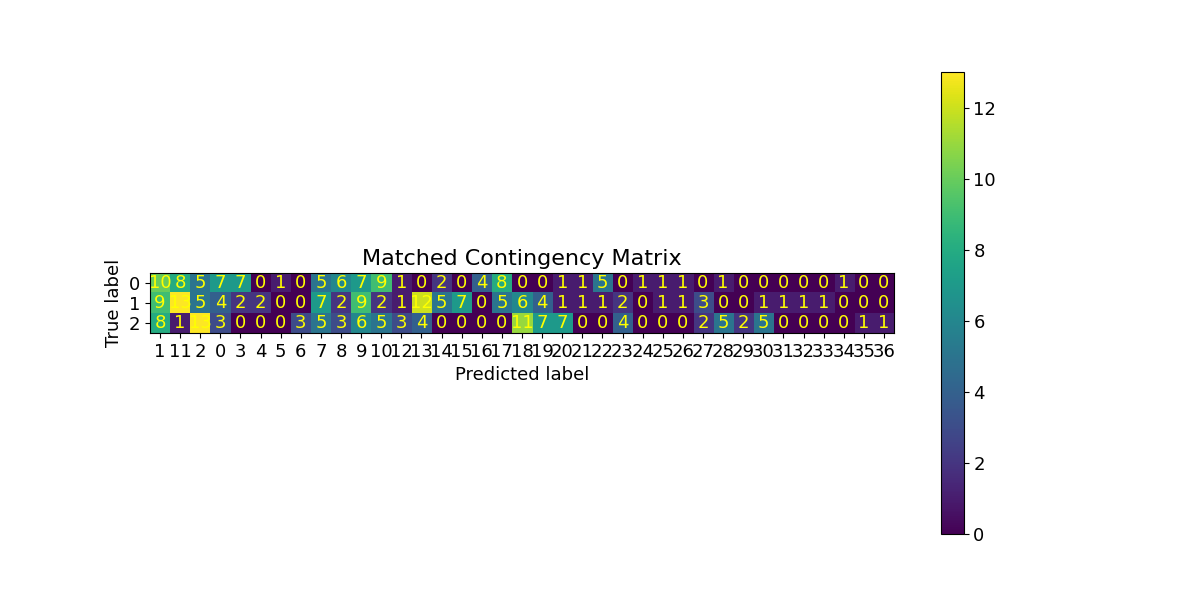 Matched Contingency Matrix
True label
0 10 8 5 7 7 0 1 0 5 6 7 9 1 0 2 0 4 8 0 0 1 1 5 0 1 1 1 0 1 0 0 0 0 0 1 0 0
1 9 5 4 2 2 0 0 7 2 9 2 1 12 5 7 0 5 6 4 1 1 1 2 0 1 1 3 0 0 1 1 1 1 0 0 0
2 8 1 3 0 0 0 3 5 3 6 5 3 4 0 0 0 0 11 7 7 0 0 4 0 0 0 2 5 2 5 0 0 0 0 1 1
1 11 2 0 3 4 5 6 7 8 9 10 12 13 14 15 16 17 18 19 20 21 22 23 24 25 26 27 28 29 30 31 32 33 34 35 36
Predicted label
12
10
8
6
4
2
0